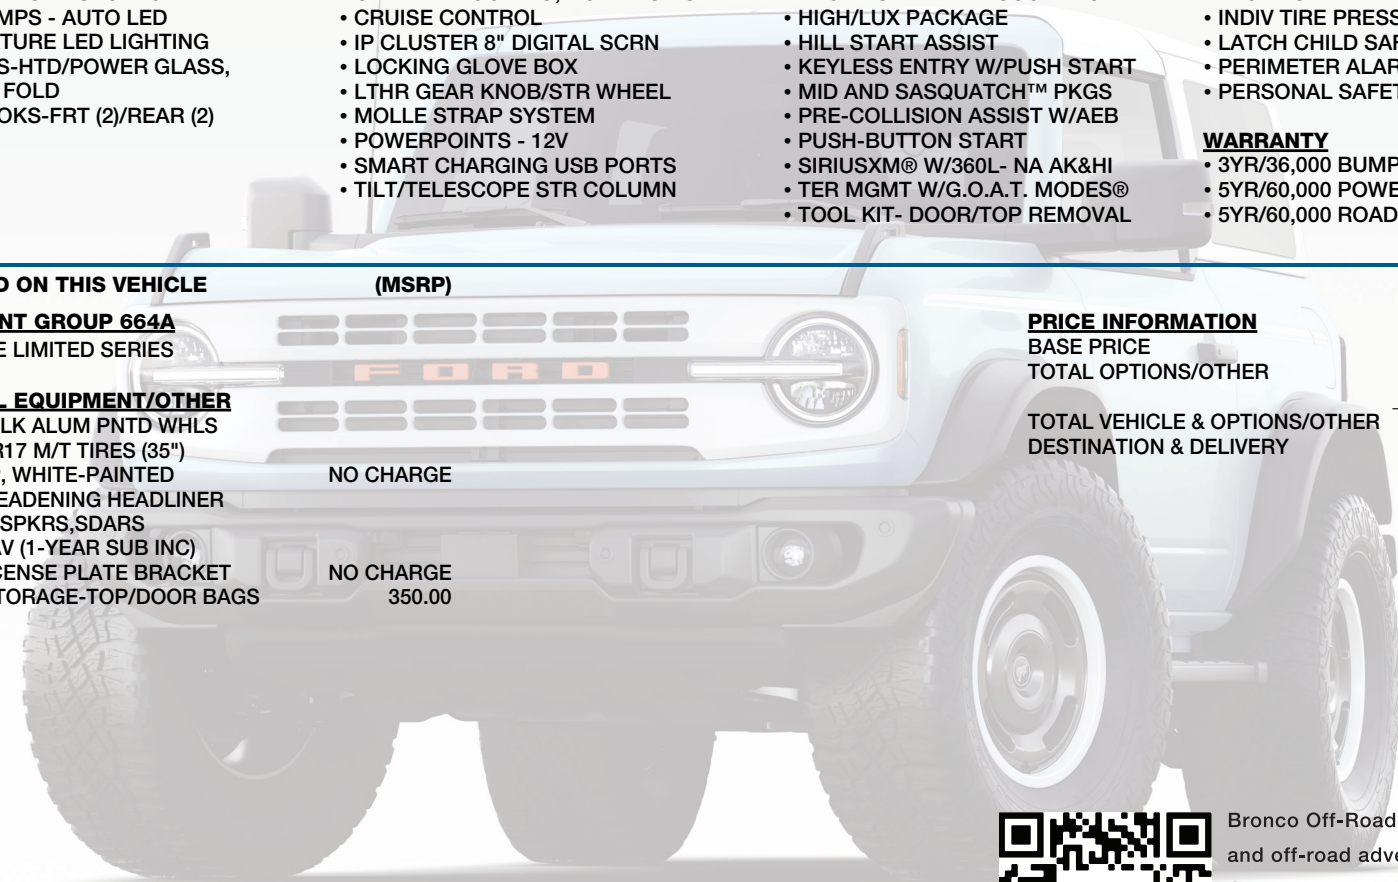 MPS - AUTO LED
TURE LED LIGHTING
S-HTD/POWER GLASS,
FOLD
OKS-FRT (2)/REAR (2)
• CRUISE CONTROL
• IP CLUSTER 8" DIGITAL SCRN
• LOCKING GLOVE BOX
• LTHR GEAR KNOB/STR WHEEL
• MOLLE STRAP SYSTEM
• POWERPOINTS - 12V
• SMART CHARGING USB PORTS
• TILT/TELESCOPE STR COLUMN
• HIGH/LUX PACKAGE
• HILL START ASSIST
• KEYLESS ENTRY W/PUSH START
• MID AND SASQUATCH™ PKGS
• PRE-COLLISION ASSIST W/AEB
• PUSH-BUTTON START
• SIRIUSXM® W/360L- NA AK&HI
• TER MGMT W/G.O.A.T. MODES®
• TOOL KIT- DOOR/TOP REMOVAL
• INDIV TIRE PRESS
• LATCH CHILD SAF
• PERIMETER ALAR
• PERSONAL SAFET
WARRANTY
• 3YR/36,000 BUMP
• 5YR/60,000 POWE
• 5YR/60,000 ROAD
D ON THIS VEHICLE (MSRP)
NT GROUP 664A
E LIMITED SERIES
L EQUIPMENT/OTHER
LK ALUM PNTD WHLS
R17 M/T TIRES (35")
, WHITE-PAINTED NO CHARGE
EADENING HEADLINER
SPKRS,SDARS
AV (1-YEAR SUB INC)
CENSE PLATE BRACKET NO CHARGE
TORAGE-TOP/DOOR BAGS 350.00
PRICE INFORMATION
BASE PRICE
TOTAL OPTIONS/OTHER
TOTAL VEHICLE & OPTIONS/OTHER
DESTINATION & DELIVERY
FORD
Bronco Off-Road
and off-road adve